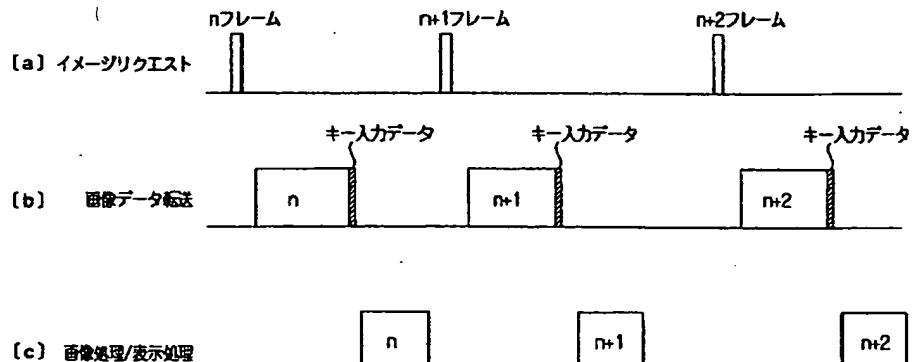 nフレーム n+1フレーム n+2フレーム
[a] イメージリクエスト
キー入力データ キー入力データ キー入力データ
[b] 画像データ転送 n n+1 n+2
[c] 画像処理/表示処理 n n+1 n+2